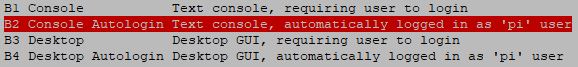 B1 Console           Text console, requiring user to login
B2 Console Autologin Text console, automatically logged in as 'pi' user
B3 Desktop           Desktop GUI, requiring user to login
B4 Desktop Autologin Desktop GUI, automatically logged in as 'pi' user